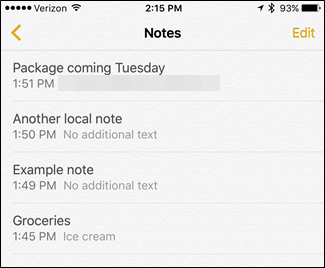 Verizon 2:15 PM 93%
Notes Edit
Package coming Tuesday
1:51 PM
Another local note
1:50 PM No additional text
Example note
1:49 PM No additional text
Groceries
1:45 PM Ice cream